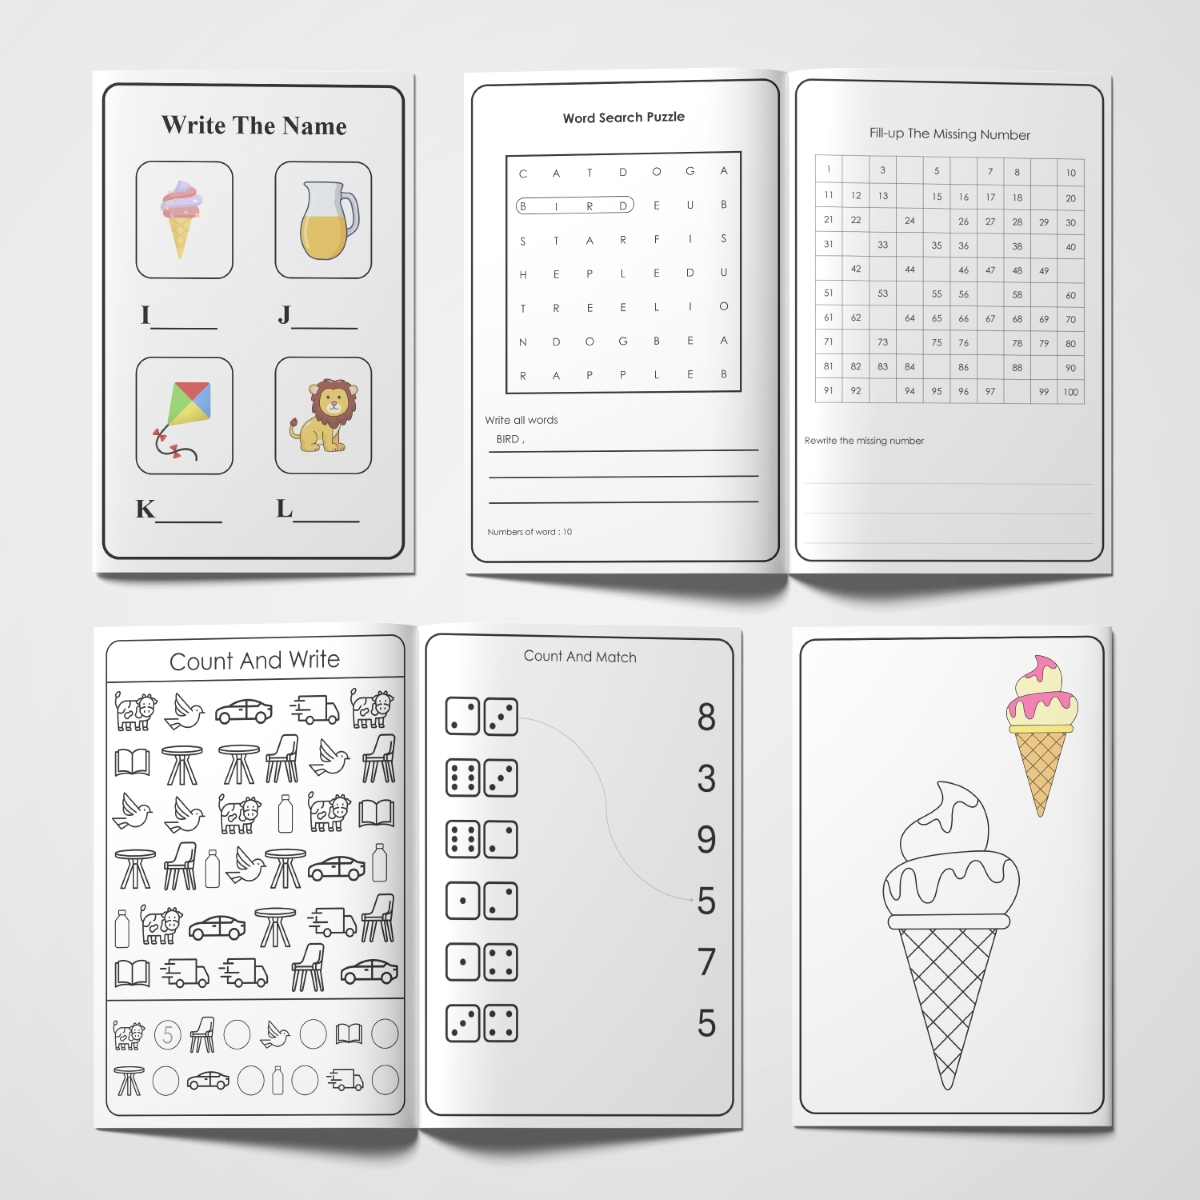 Write The Name
I______ J______
K______ L______
Word Search Puzzle
C A T D O G A
B I R D E U B
S T A R F I S
H E P L E D U
T R E E L I O
N D O G B E A
R A P P L E B
Write all words
BIRD ,
Numbers of word : 10
Fill-up The Missing Number
1 3 5 7 8 10
11 12 13 15 16 17 18 20
21 22 24 26 27 28 29 30
31 33 35 36 38 40
42 44 46 47 48 49
51 53 55 56 58 60
61 62 64 65 66 67 68 69 70
71 73 75 76 78 79 80
81 82 83 84 86 88 90
91 92 94 95 96 97 99 100
Rewrite the missing number
Count And Write
5
Count And Match
8
3
9
5
7
5